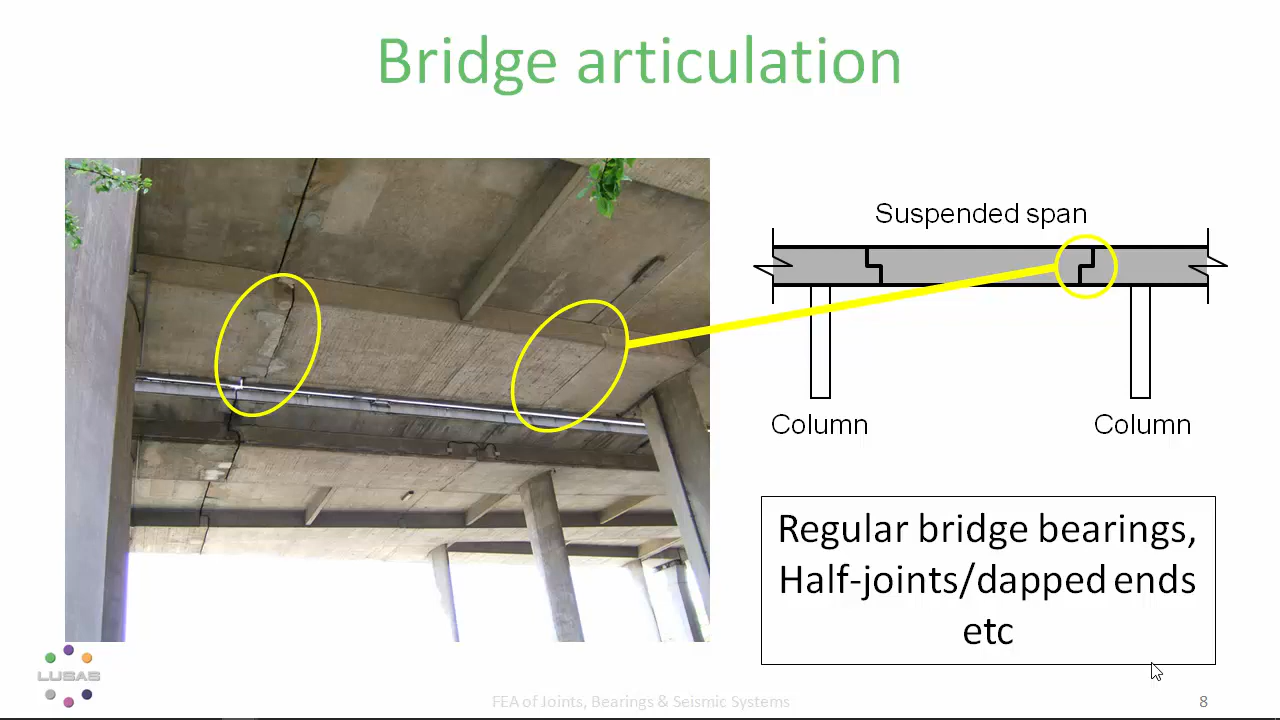 Bridge articulation
Suspended span
Column
Column
Regular bridge bearings,
Half-joints/dapped ends
etc
LUSAS
FEA of Joints, Bearings & Seismic Systems
8